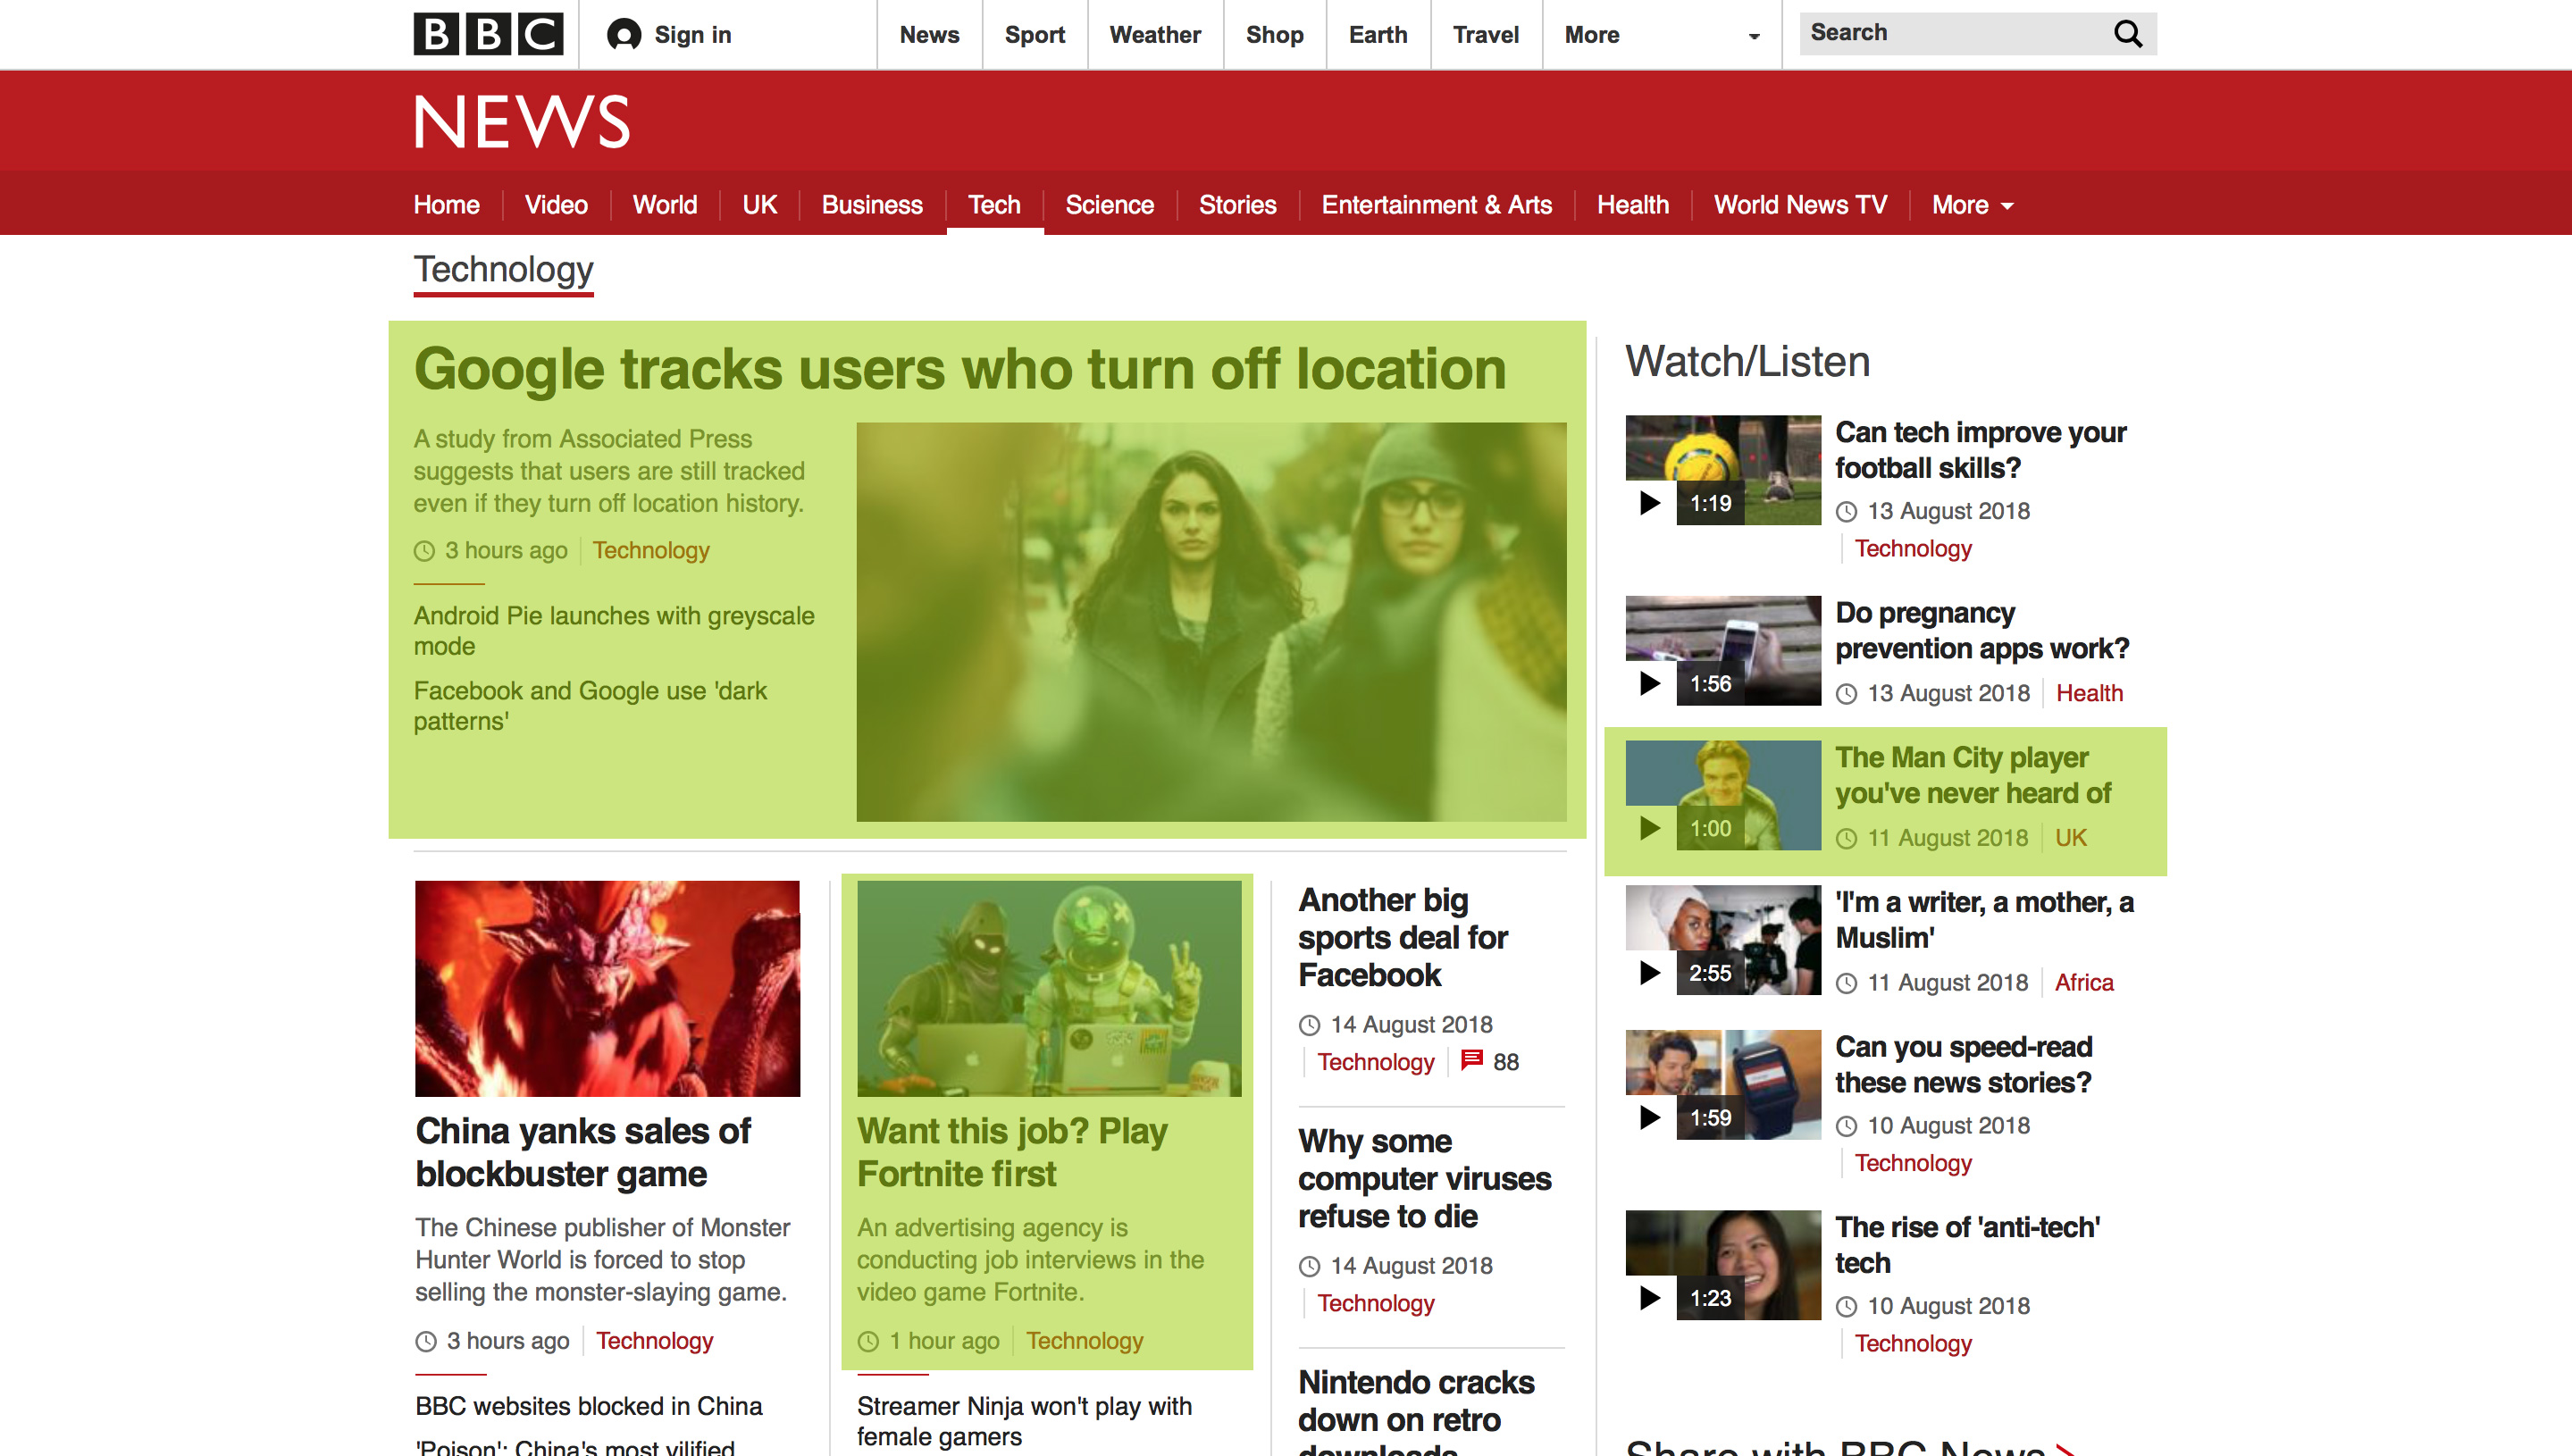 BBC
Sign in
News
Sport
Weather
Shop
Earth
Travel
More
Search
NEWS
Home
Video
World
UK
Business
Tech
Science
Stories
Entertainment & Arts
Health
World News TV
More
Technology
Google tracks users who turn off location
A study from Associated Press
suggests that users are still tracked
even if they turn off location history.
3 hours ago
Technology
Android Pie launches with greyscale
mode
Facebook and Google use 'dark
patterns'
China yanks sales of
blockbuster game
The Chinese publisher of Monster
Hunter World is forced to stop
selling the monster-slaying game.
3 hours ago
Technology
BBC websites blocked in China
'Poison': China's most vilified
Want this job? Play
Fortnite first
An advertising agency is
conducting job interviews in the
video game Fortnite.
1 hour ago
Technology
Streamer Ninja won't play with
female gamers
Another big
sports deal for
Facebook
14 August 2018
Technology
88
Why some
computer viruses
refuse to die
14 August 2018
Technology
Nintendo cracks
down on retro
downloads
Watch/Listen
1:19
Can tech improve your
football skills?
13 August 2018
Technology
1:56
Do pregnancy
prevention apps work?
13 August 2018
Health
1:00
The Man City player
you've never heard of
11 August 2018
UK
2:55
'I'm a writer, a mother, a
Muslim'
11 August 2018
Africa
1:59
Can you speed-read
these news stories?
10 August 2018
Technology
1:23
The rise of 'anti-tech'
tech
10 August 2018
Technology
Share with BBC News